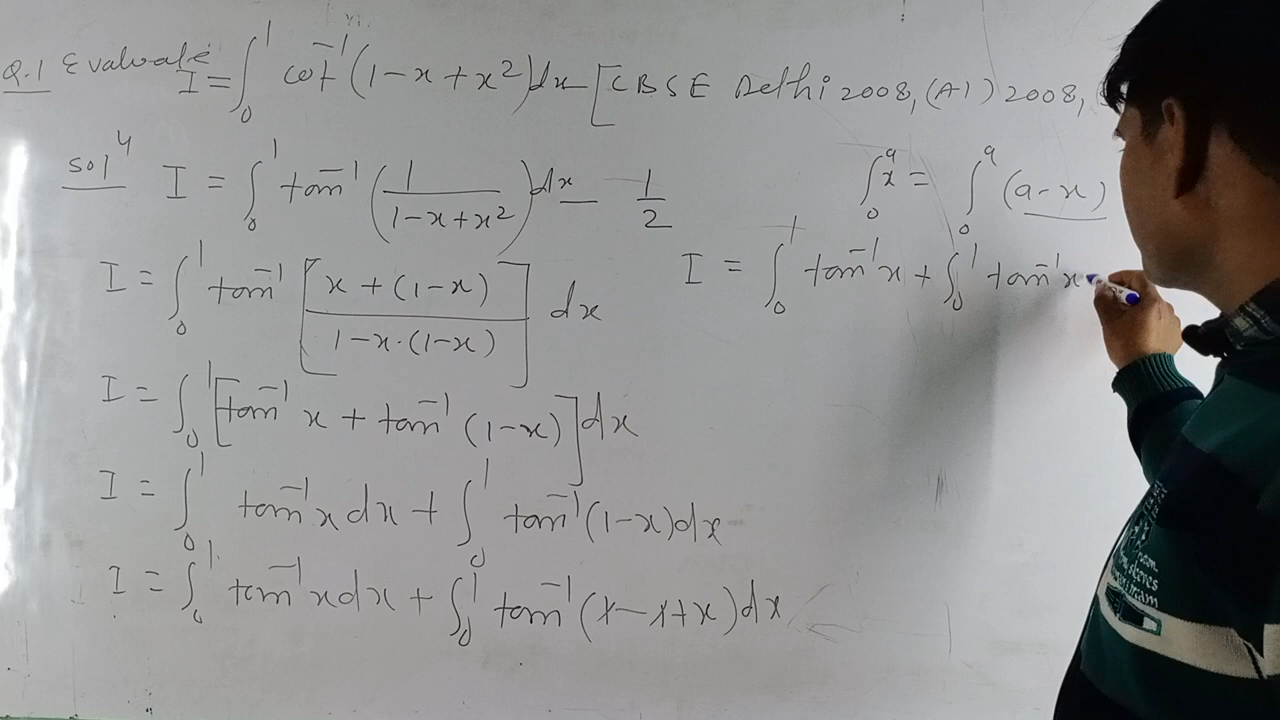 Q.1 Evaluate I = ∫₀¹ cot⁻¹(1-x+x²)dx [CBSE Delhi 2008, (AI) 2008,
solⁿ I = ∫₀¹ tan⁻¹(1/(1-x+x²))dx 1/2
I = ∫₀¹ tan⁻¹[(x+(1-x))/(1-x·(1-x))] dx
I = ∫₀¹ [tan⁻¹ x + tan⁻¹ (1-x)]dx
I = ∫₀¹ tan⁻¹x dx + ∫₀¹ tan⁻¹(1-x)dx
I = ∫₀¹ tan⁻¹x dx + ∫₀¹ tan⁻¹(1-1+x)dx
∫₀ᵃ x = ∫₀ᵃ (a-x)
I = ∫₀¹ tan⁻¹x + ∫₀¹ tan⁻¹x